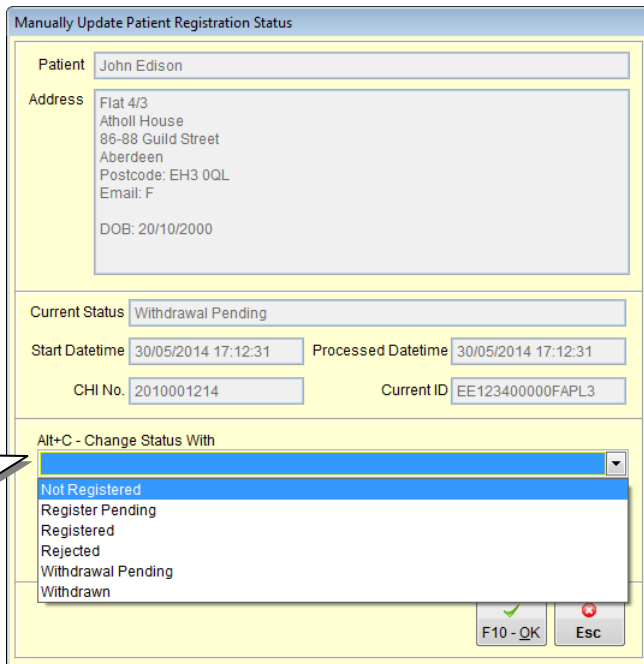 Manually Update Patient Registration Status
Patient John Edison
Address Flat 4/3
Atholl House
86-88 Guild Street
Aberdeen
Postcode: EH3 0QL
Email: F
DOB: 20/10/2000
Current Status Withdrawal Pending
Start Datetime 30/05/2014 17:12:31 Processed Datetime 30/05/2014 17:12:31
CHI No. 2010001214 Current ID EE123400000FAPL3
Alt+C - Change Status With
Not Registered
Register Pending
Registered
Rejected
Withdrawal Pending
Withdrawn
F10 - OK Esc